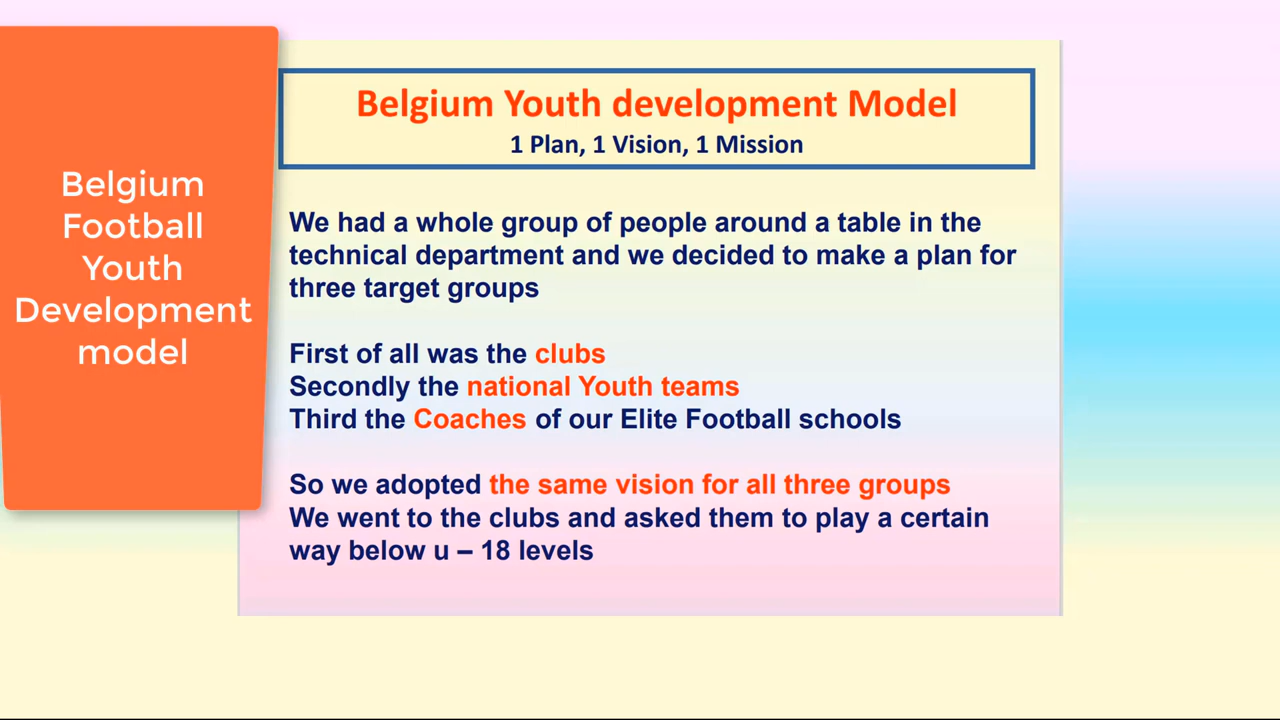 Belgium
Football
Youth
Development
model
Belgium Youth development Model
1 Plan, 1 Vision, 1 Mission
We had a whole group of people around a table in the
technical department and we decided to make a plan for
three target groups
First of all was the clubs
Secondly the national Youth teams
Third the Coaches of our Elite Football schools
So we adopted the same vision for all three groups
We went to the clubs and asked them to play a certain
way below u – 18 levels